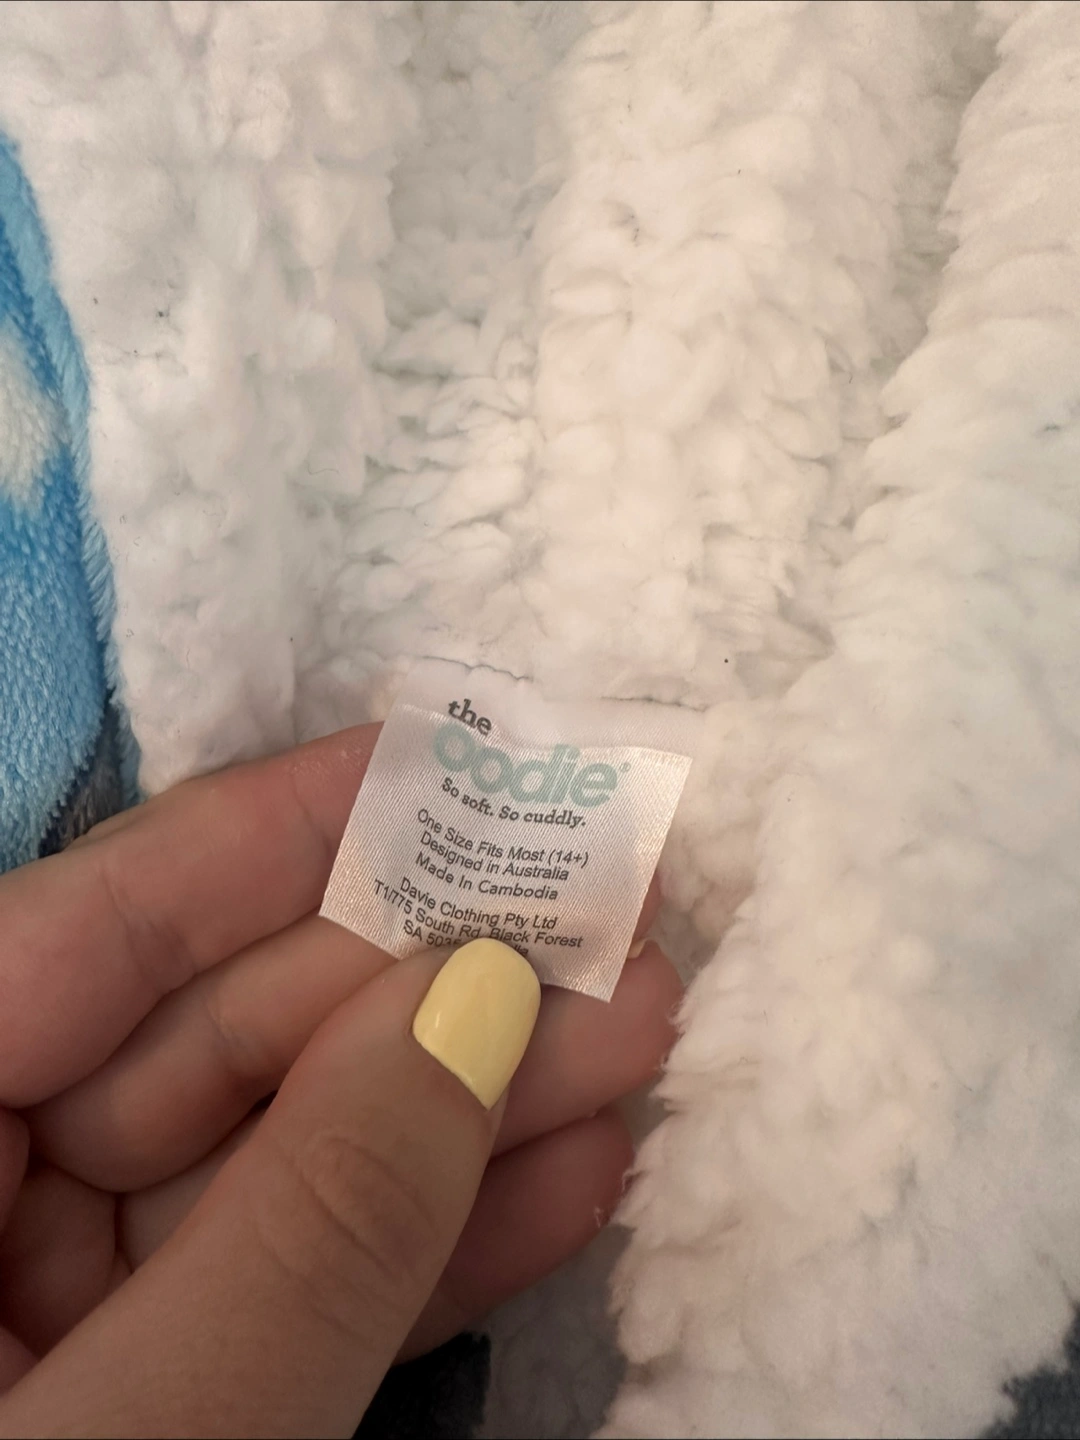 the
oodie®
So soft. So cuddly.
One Size Fits Most (14+)
Designed in Australia
Made In Cambodia
Davie Clothing Pty Ltd
T1/775 South Rd, Black Forest
SA 5035